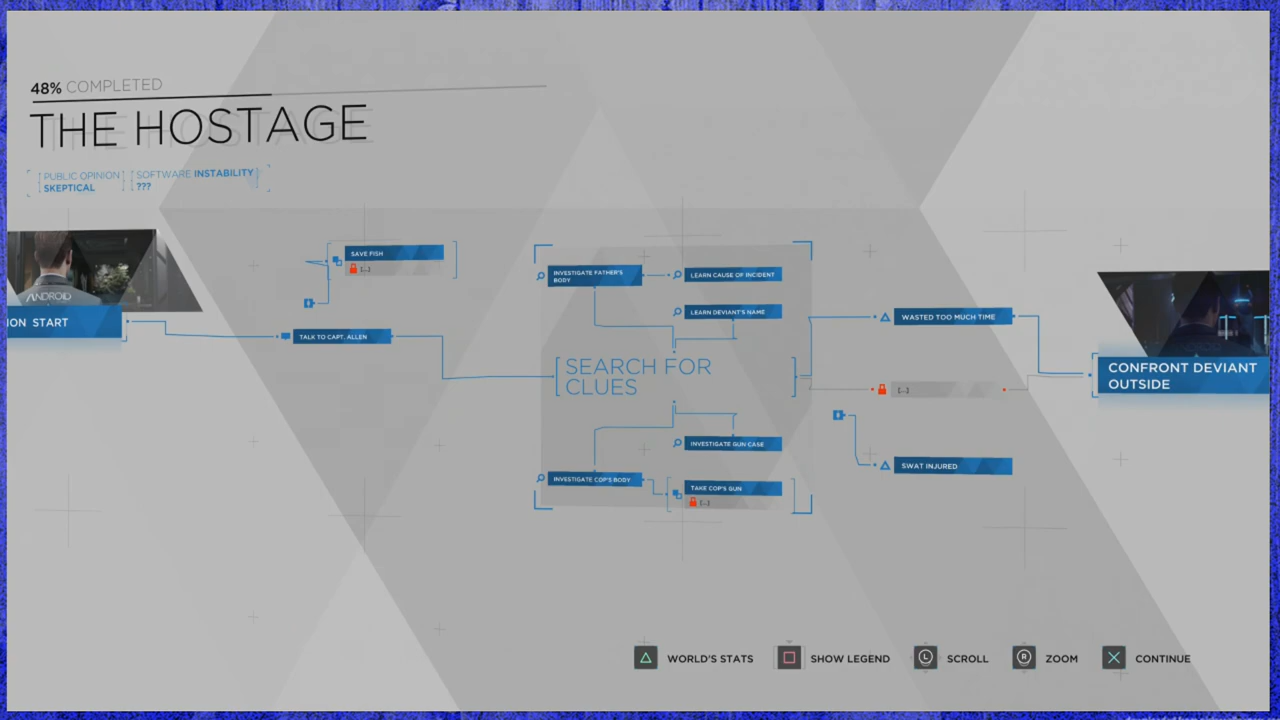 48% COMPLETED
THE HOSTAGE
PUBLIC OPINION
SKEPTICAL
SOFTWARE INSTABILITY
???
ANDROID
ION START
SAVE FISH
[...]
TALK TO CAPT. ALLEN
INVESTIGATE FATHER'S
BODY
LEARN CAUSE OF INCIDENT
LEARN DEVIANT'S NAME
SEARCH FOR
CLUES
INVESTIGATE GUN CASE
INVESTIGATE COP'S BODY
TAKE COP'S GUN
[...]
WASTED TOO MUCH TIME
[...]
SWAT INJURED
CONFRONT DEVIANT
OUTSIDE
WORLD'S STATS
SHOW LEGEND
L SCROLL
R ZOOM
CONTINUE